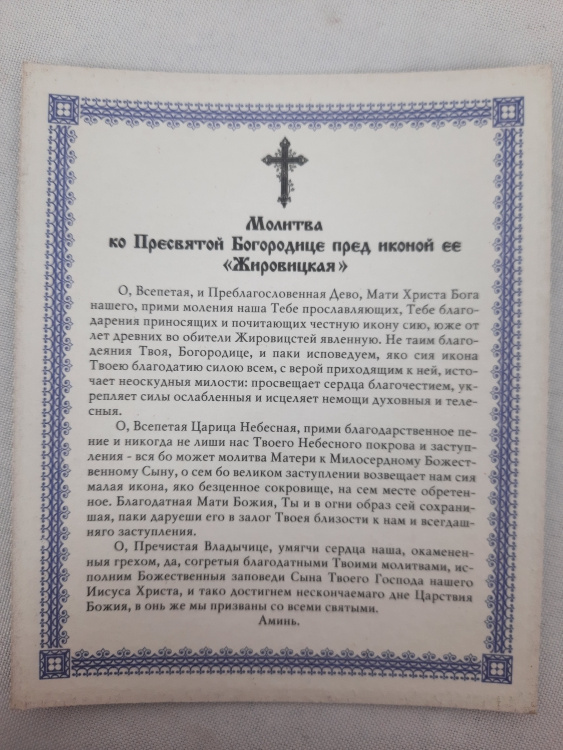 Молитва
ко Пресвятой Богородице пред иконой ее
«Жировицкая»
О, Всепетая, и Преблагословенная Дево, Мати Христа Бога
нашего, прими моления наша Тебе прославляющих, Тебе благо-
дарения приносящих и почитающих честную икону сию, юже от
лет древних во обители Жировицстей явленную. Не таим благо-
деяния Твоя, Богородице, и паки исповедуем, яко сия икона
Твоею благодатию силою всем, с верой приходящим к ней, исто-
чает неоскудныя милости: просвещает сердца благочестием, ук-
репляет силы ослабленныя и исцеляет немощи духовныя и теле-
сныя.
О, Всепетая Царица Небесная, прими благодарственное пе-
ние и никогда не лиши нас Твоего Небесного покрова и заступ-
ления - вся бо может молитва Матери к Милосердному Божест-
венному Сыну, о сем бо великом заступлении возвещает нам сия
малая икона, яко безценное сокровище, на сем месте обретен-
ное. Благодатная Мати Божия, Ты и в огни образ сей сохрани-
шая, паки даруеши его в залог Твоея близости к нам и всегдаш-
няго заступления.
О, Пречистая Владычице, умягчи сердца наша, окаменен-
ныя грехом, да, согретыя благодатными Твоими молитвами, ис-
полним Божественныя заповеди Сына Твоего Господа нашего
Иисуса Христа, и тако достигнем нескончаемаго дне Царствия
Божия, в онь же мы призваны со всеми святыми.
Аминь.